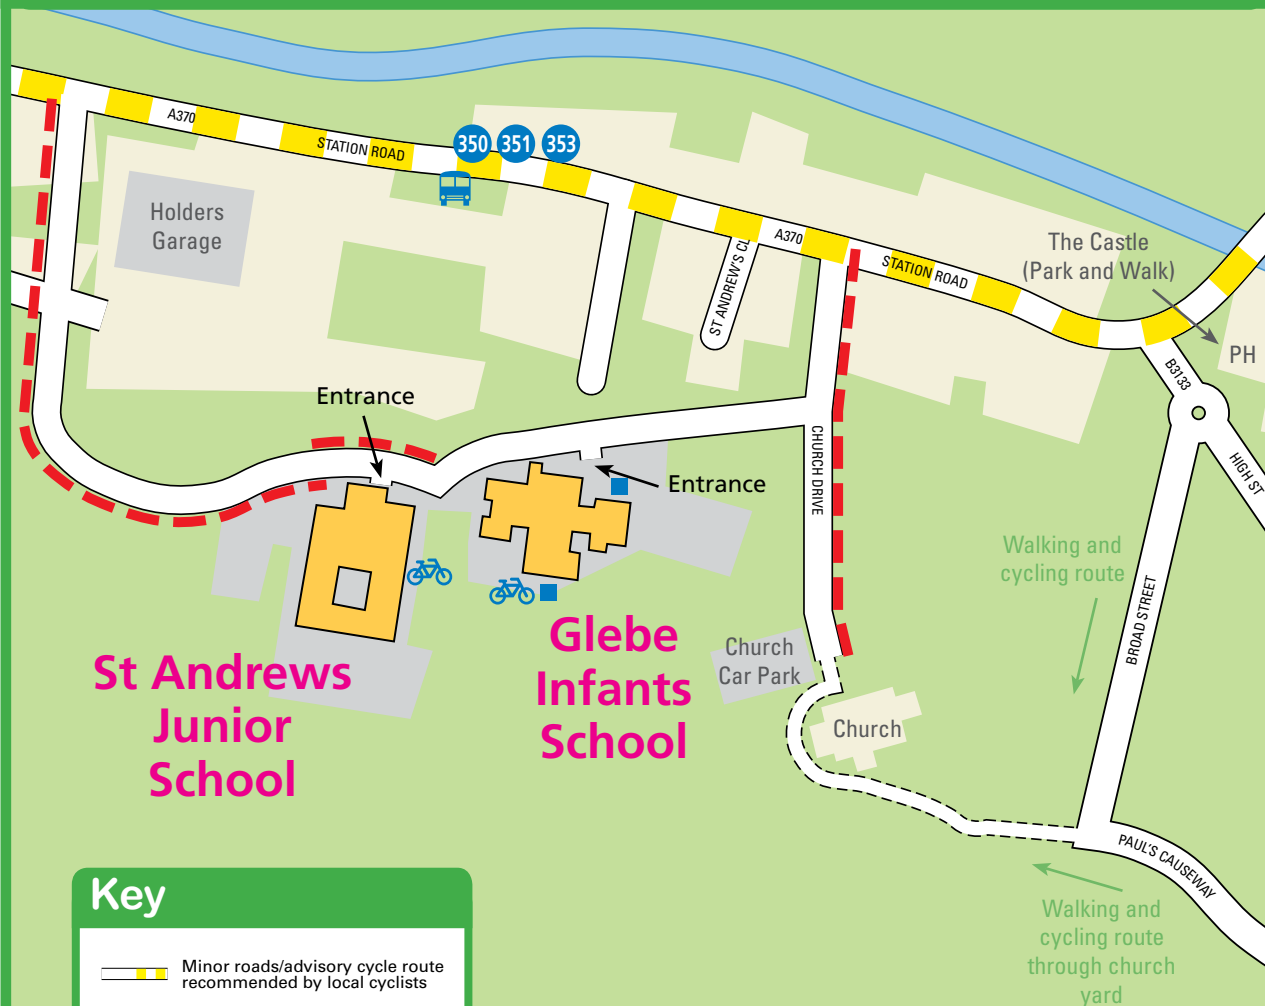 A370
STATION ROAD
350
351
353
Holders
Garage
A370
STATION ROAD
ST ANDREW'S CL
The Castle
(Park and Walk)
PH
B3133
HIGH ST
Entrance
Entrance
CHURCH DRIVE
Walking and
cycling route
BROAD STREET
St Andrews
Junior
School
Glebe
Infants
School
Church
Car Park
Church
PAUL'S CAUSEWAY
Walking and
cycling route
through church
yard
Key
Minor roads/advisory cycle route
recommended by local cyclists